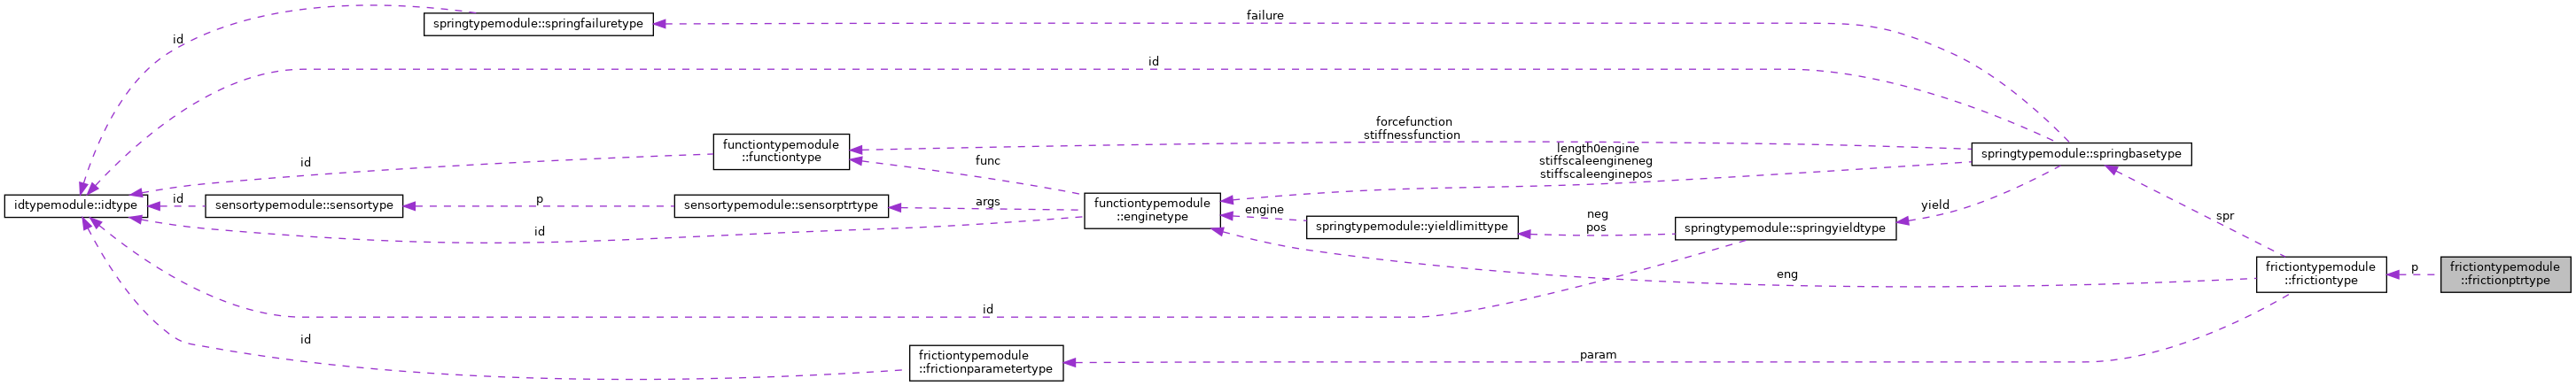 failure
springtypemodule::springfailuretype
id
id
forcefunction
stiffnessfunction
functiontypemodule
::functiontype
length0engine
stiffscaleengineneg
stiffscaleenginepos
springtypemodule::springbasetype
id
func
idtypemodule::idtype
id
sensortypemodule::sensortype
p
sensortypemodule::sensorptrtype
args
functiontypemodule
::enginetype
engine
springtypemodule::yieldlimittype
neg
pos
springtypemodule::springyieldtype
yield
spr
id
eng
frictiontypemodule
::frictiontype
p
frictiontypemodule
::frictionptrtype
id
id
frictiontypemodule
::frictionparametertype
param